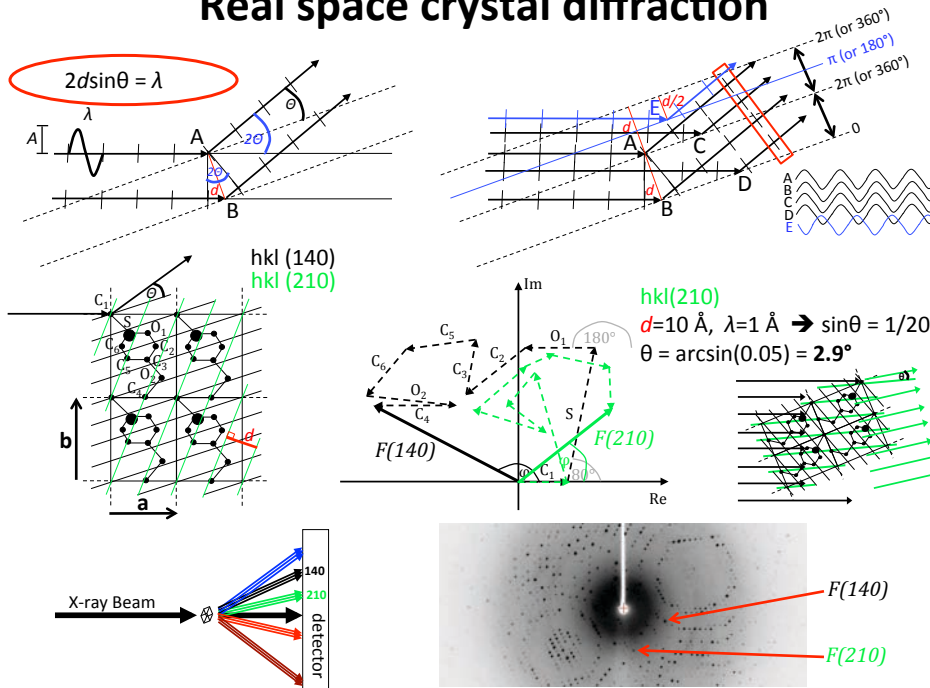 Real space crystal diffraction
2dsinθ = λ
λ
A
A
B
d
2Θ
2Θ
Θ
2π (or 360°)
π (or 180°)
2π (or 360°)
0
E
d/2
d
A
C
d
B
D
A
B
C
D
E
hkl (140)
hkl (210)
C₁
Θ
S
O₁
C₆
C₂
C₅
C₃
O₂
C₄
b
d
a
Im
C₅
C₂
O₁
180°
C₆
C₃
O₂
C₄
S
F(140)
F(210)
φ
φ
C₁
80°
Re
hkl(210)
d=10 Å, λ=1 Å ➔ sinθ = 1/20
θ = arcsin(0.05) = 2.9°
θ
X-ray Beam
140
210
detector
F(140)
F(210)